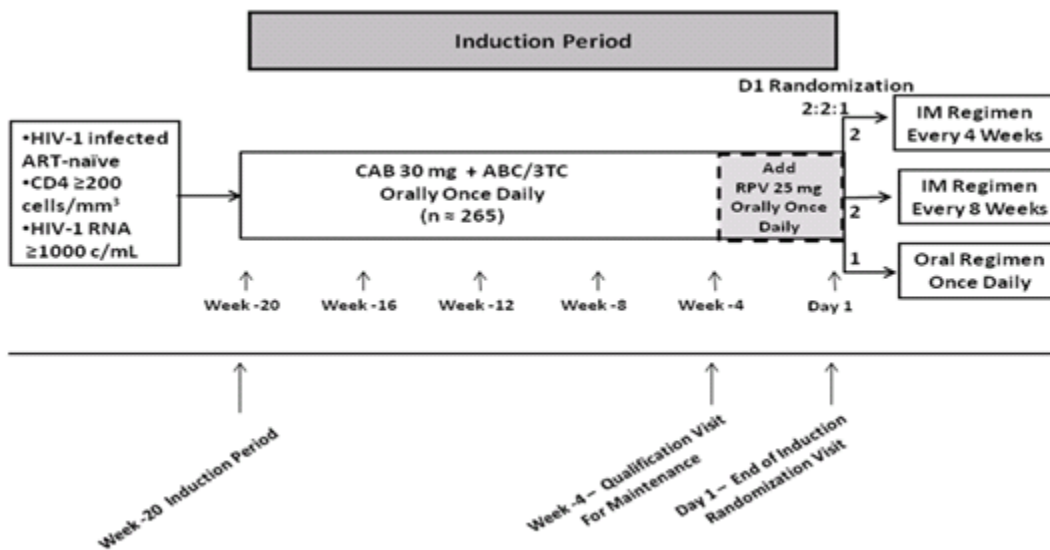 Induction Period
D1 Randomization
2:2:1
•HIV-1 infected
ART-naïve
•CD4 ≥200
cells/mm³
•HIV-1 RNA
≥1000 c/mL
CAB 30 mg + ABC/3TC
Orally Once Daily
(n ≈ 265)
Add
RPV 25 mg
Orally Once
Daily
2
IM Regimen
Every 4 Weeks
2
IM Regimen
Every 8 Weeks
1
Oral Regimen
Once Daily
Week -20
Week -16
Week -12
Week -8
Week -4
Day 1
Week -20 Induction Period
Week -4 – Qualification Visit
For Maintenance
Day 1 – End of Induction
Randomization Visit